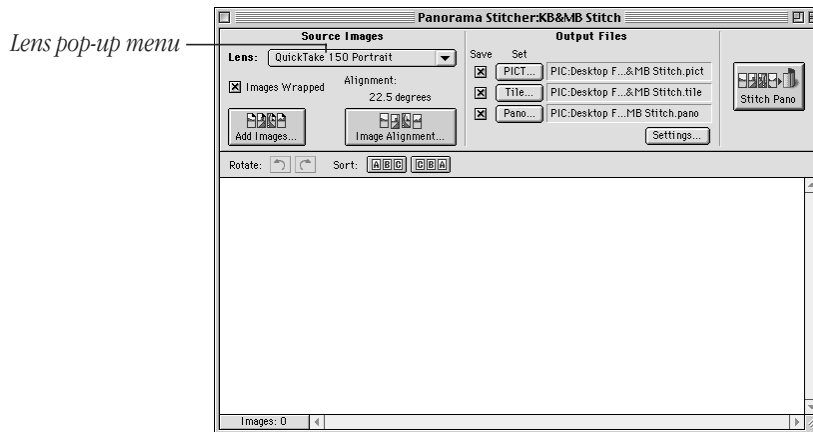 Panorama Stitcher:KB&MB Stitch
Lens pop-up menu
Source Images
Lens: QuickTake 150 Portrait
Images Wrapped
Alignment:
22.5 degrees
Add Images...
Image Alignment...
Output Files
Save Set
PICT... PIC:Desktop F...&MB Stitch.pict
Tile... PIC:Desktop F...&MB Stitch.tile
Pano... PIC:Desktop F...MB Stitch.pano
Settings...
Stitch Pano
Rotate: Sort: ABC CBA
Images: 0